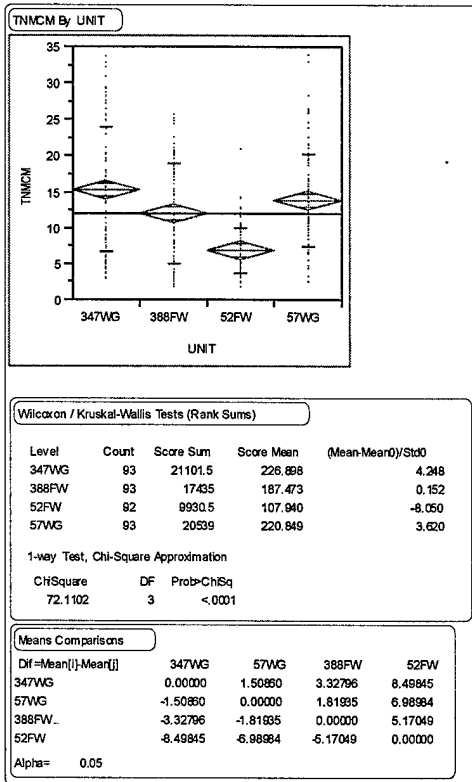 TNMCM By UNIT
35
30
25
20
15
10
5
0
TNMCM
347WG 388FW 52FW 57WG
UNIT
Wilcoxon / Kruskal-Wallis Tests (Rank Sums)
Level Count Score Sum Score Mean (Mean-Mean0)/Std0
347WG 93 21101.5 226.898 4.248
388FW 93 17435 187.473 0.152
52FW 92 9930.5 107.940 -8.050
57WG 93 20539 220.849 3.620
1-way Test, Chi-Square Approximation
ChiSquare DF Prob>ChiSq
72.1102 3 <.0001
Means Comparisons
Dif=Mean[i]-Mean[j] 347WG 57WG 388FW 52FW
347WG 0.00000 1.50860 3.32796 8.49845
57WG -1.50860 0.00000 1.81935 6.98984
388FW -3.32796 -1.81935 0.00000 5.17049
52FW -8.49845 -6.98984 -5.17049 0.00000
Alpha= 0.05